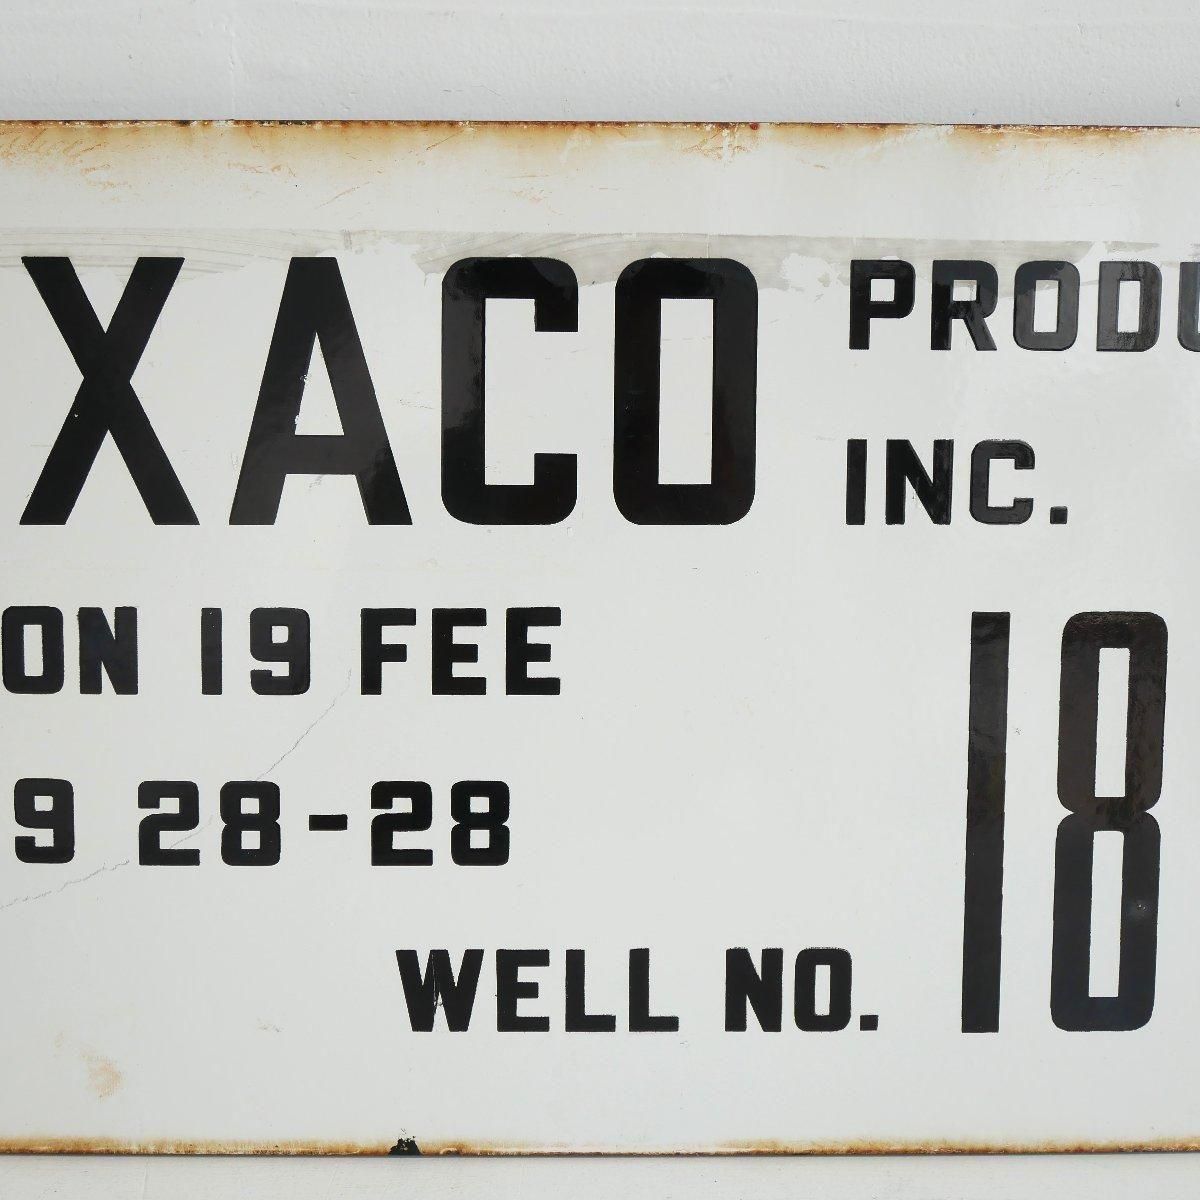 XACO PRODU
INC.
ON 19 FEE
9 28-28
WELL NO. 18